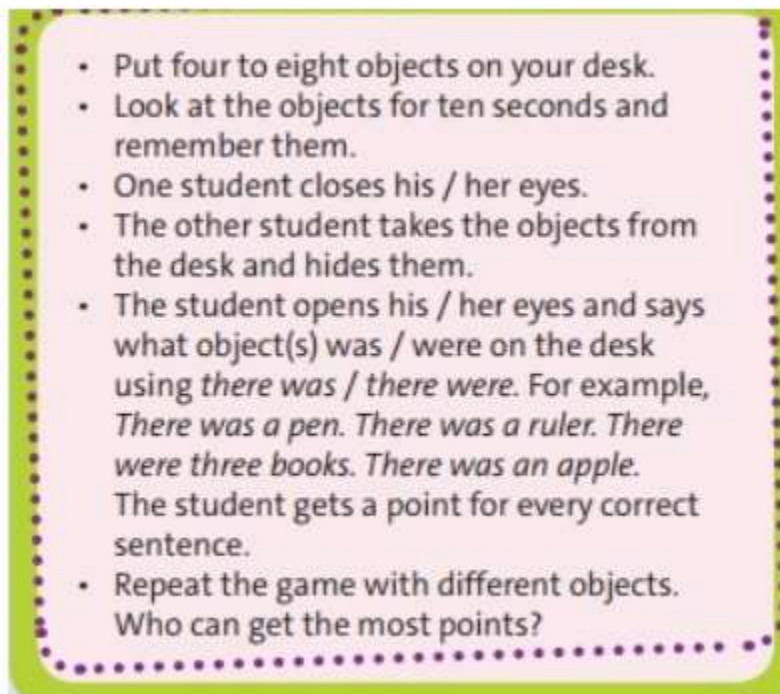 • Put four to eight objects on your desk.
• Look at the objects for ten seconds and
remember them.
• One student closes his / her eyes.
• The other student takes the objects from
the desk and hides them.
• The student opens his / her eyes and says
what object(s) was / were on the desk
using there was / there were. For example,
There was a pen. There was a ruler. There
were three books. There was an apple.
The student gets a point for every correct
sentence.
• Repeat the game with different objects.
Who can get the most points?